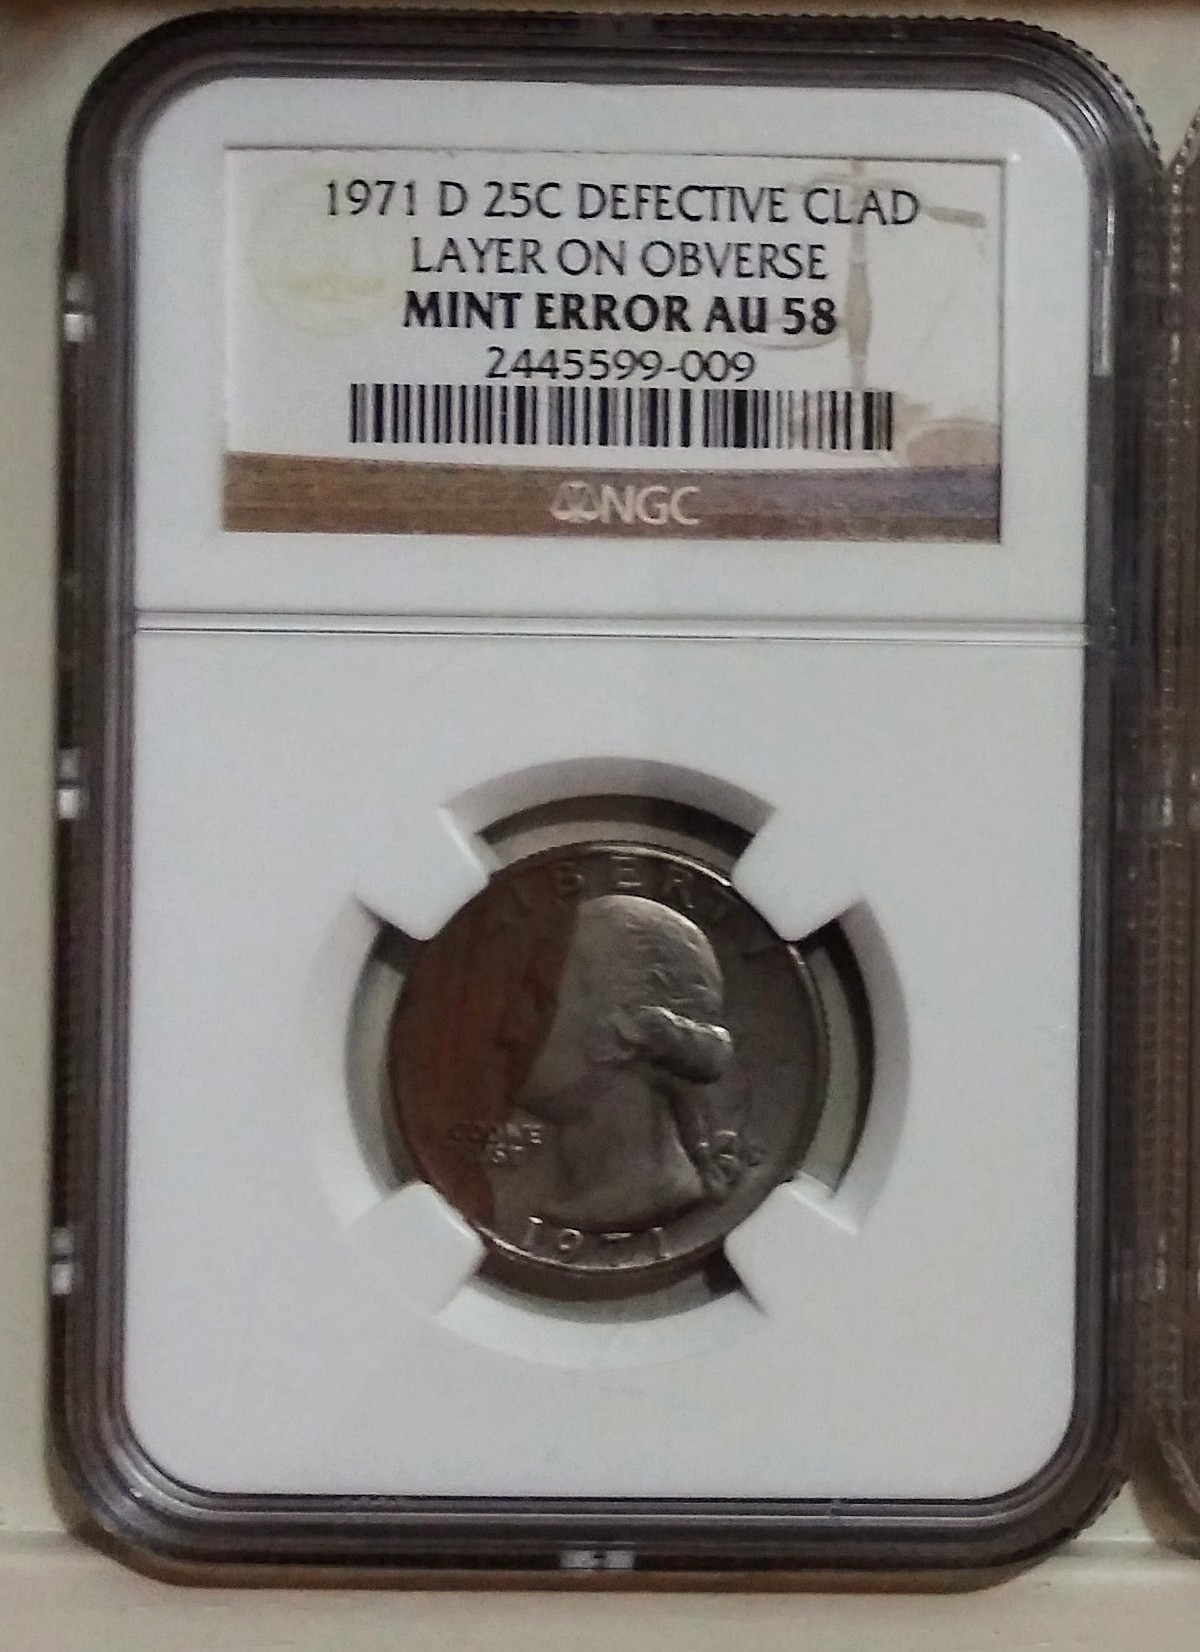 1971 D 25C DEFECTIVE CLAD
LAYER ON OBVERSE
MINT ERROR AU 58
2445599-009
NGC
LIBERTY
1971